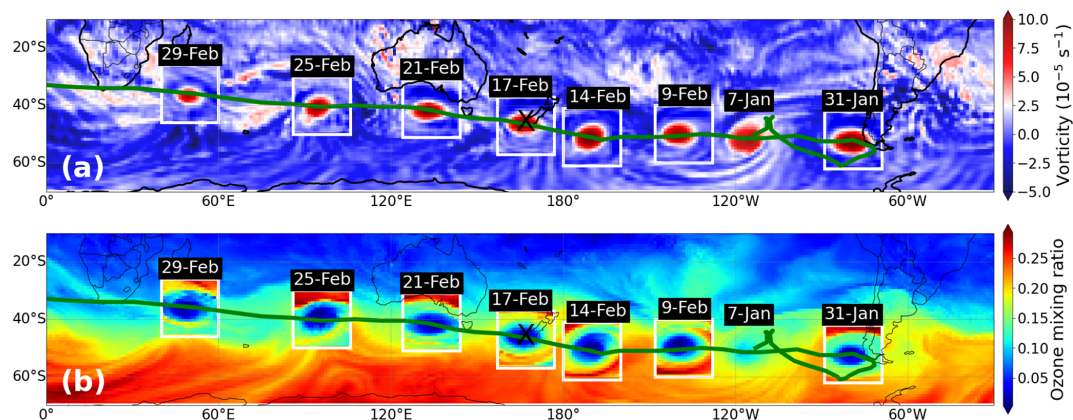 20°S
40°S
60°S
29-Feb
25-Feb
21-Feb
17-Feb
14-Feb
9-Feb
7-Jan
31-Jan
X
(a)
0°
60°E
120°E
180°
120°W
60°W
10.0
7.5
5.0
2.5
0.0
−2.5
−5.0
Vorticity (10⁻⁵ s⁻¹)
20°S
40°S
60°S
29-Feb
25-Feb
21-Feb
17-Feb
14-Feb
9-Feb
7-Jan
31-Jan
X
(b)
0°
60°E
120°E
180°
120°W
60°W
0.25
0.20
0.15
0.10
0.05
Ozone mixing ratio